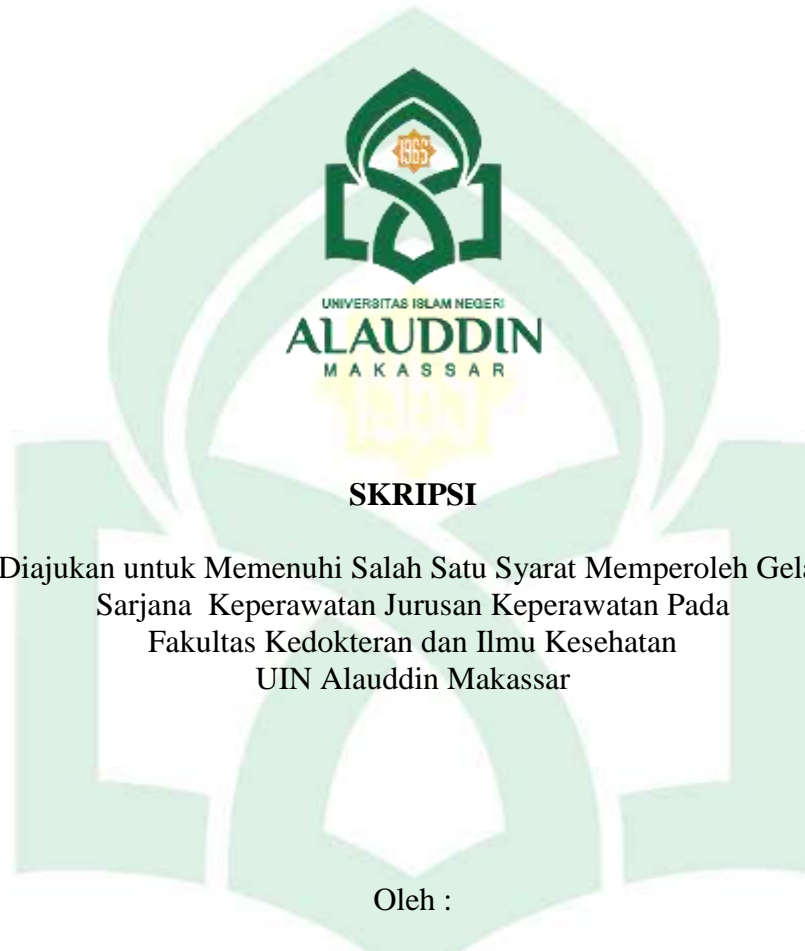 1965
UNIVERSITAS ISLAM NEGERI
ALAUDDIN
MAKASSAR
1965
SKRIPSI
Diajukan untuk Memenuhi Salah Satu Syarat Memperoleh Gela
Sarjana Keperawatan Jurusan Keperawatan Pada
Fakultas Kedokteran dan Ilmu Kesehatan
UIN Alauddin Makassar
Oleh :